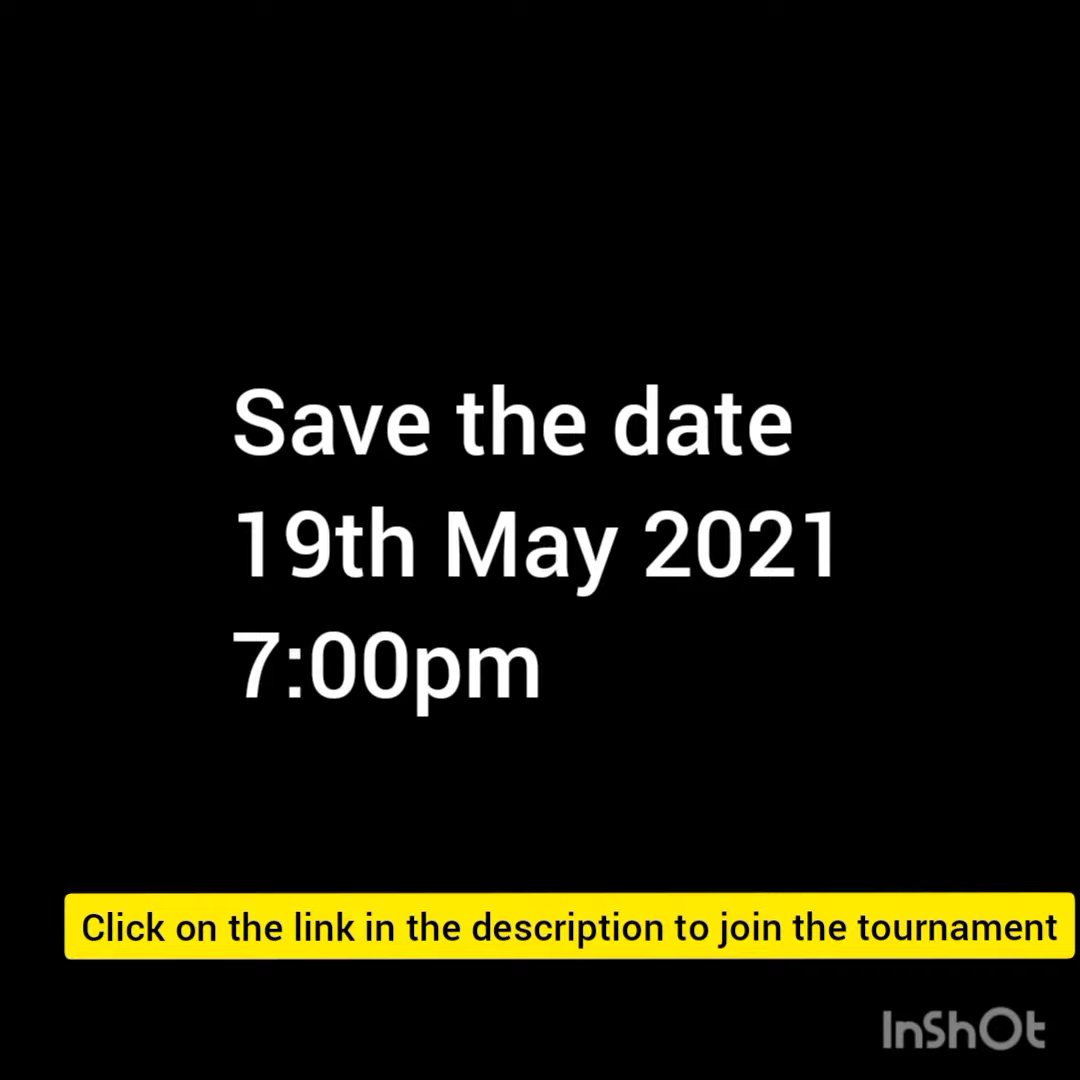 Save the date
19th May 2021
7:00pm
Click on the link in the description to join the tournament
InShOt